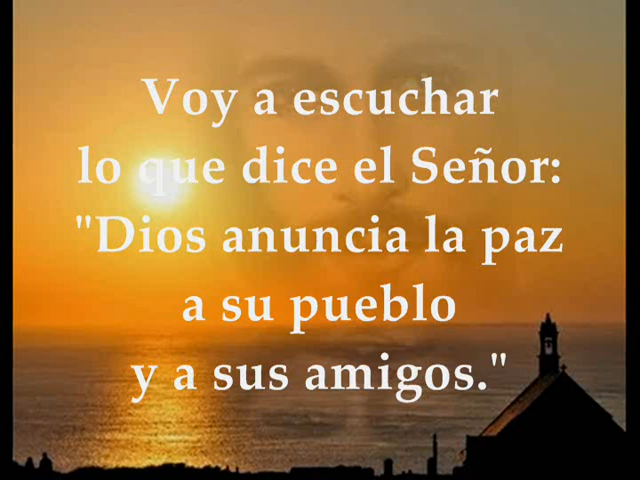 Voy a escuchar
lo que dice el Señor:
"Dios anuncia la paz
a su pueblo
y a sus amigos."